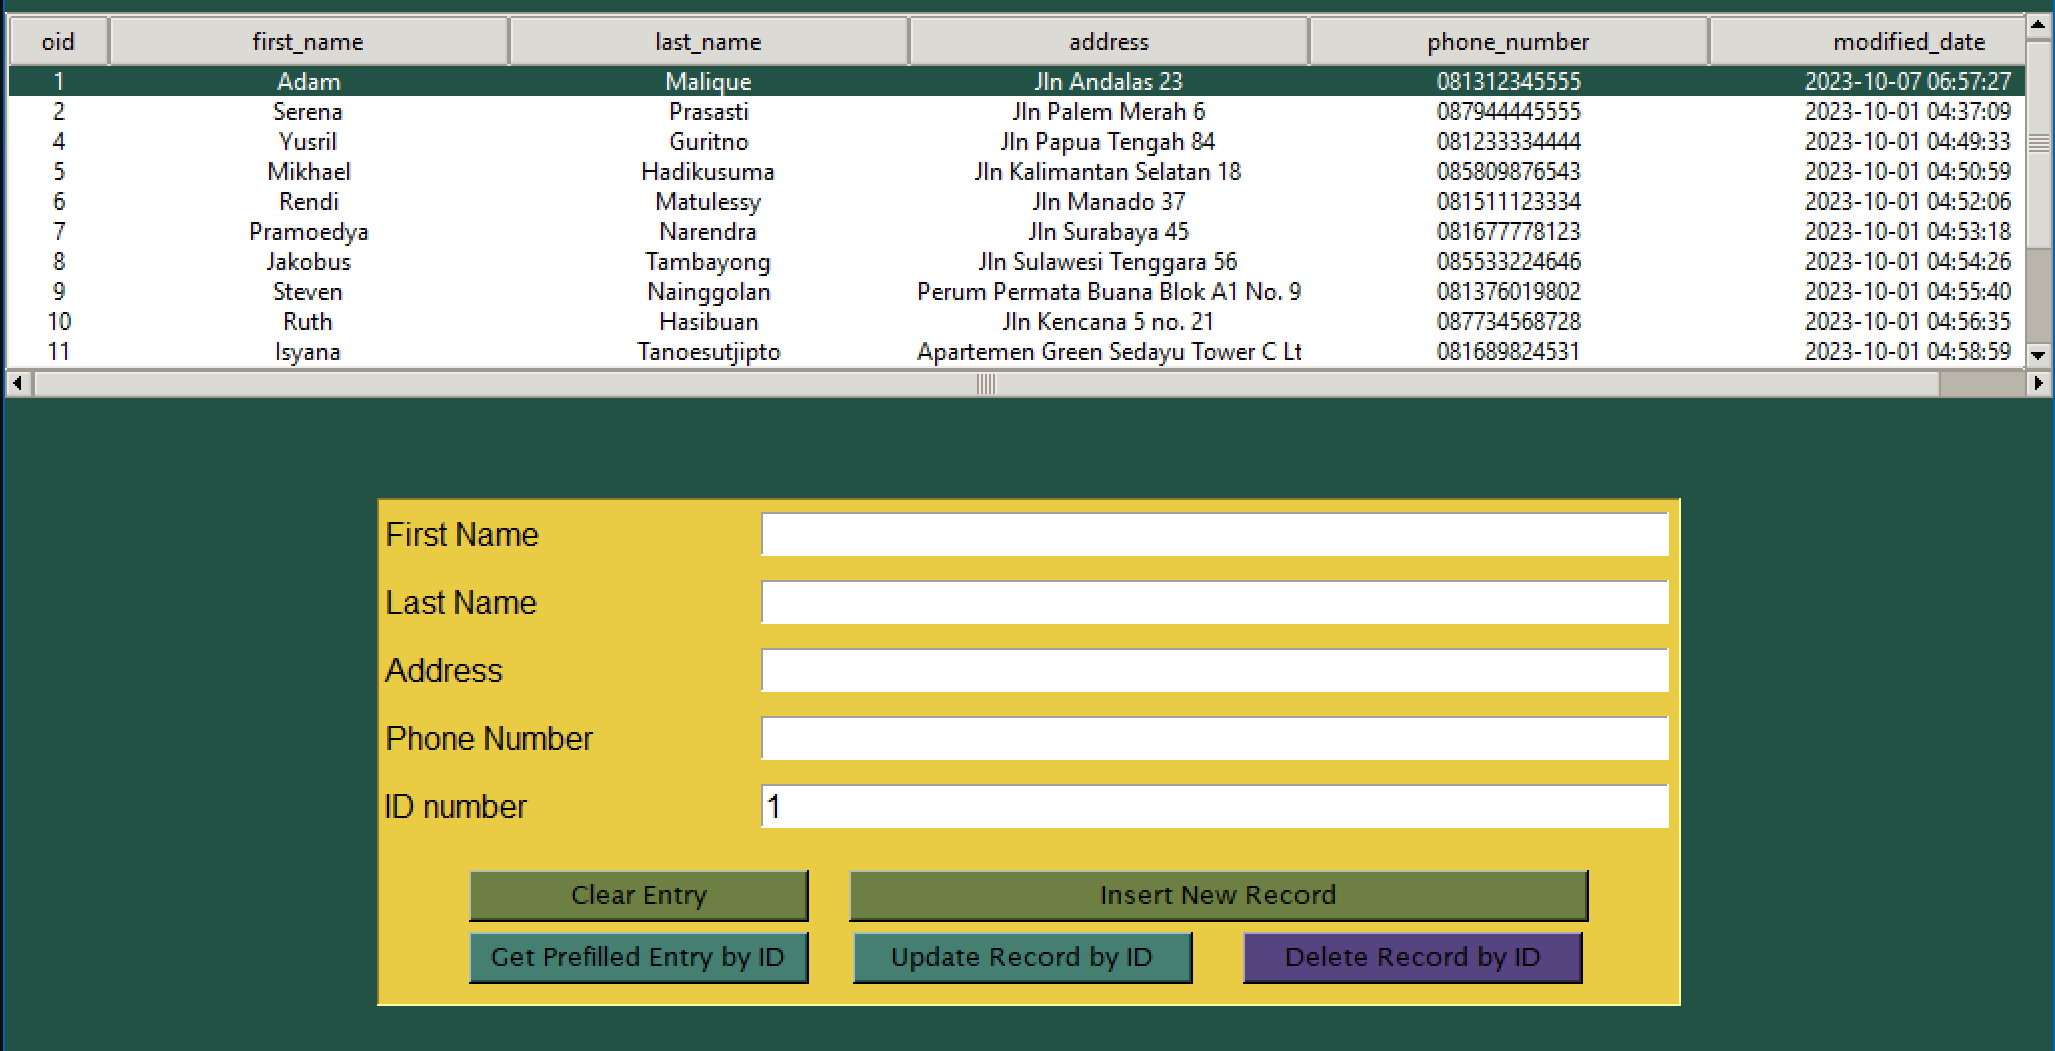 oid first_name last_name address phone_number modified_date
1 Adam Malique Jln Andalas 23 081312345555 2023-10-07 06:57:27
2 Serena Prasasti Jln Palem Merah 6 087944445555 2023-10-01 04:37:09
4 Yusril Guritno Jln Papua Tengah 84 081233334444 2023-10-01 04:49:33
5 Mikhael Hadikusuma Jln Kalimantan Selatan 18 085809876543 2023-10-01 04:50:59
6 Rendi Matulessy Jln Manado 37 081511123334 2023-10-01 04:52:06
7 Pramoedya Narendra Jln Surabaya 45 081677778123 2023-10-01 04:53:18
8 Jakobus Tambayong Jln Sulawesi Tenggara 56 085533224646 2023-10-01 04:54:26
9 Steven Nainggolan Perum Permata Buana Blok A1 No. 9 081376019802 2023-10-01 04:55:40
10 Ruth Hasibuan Jln Kencana 5 no. 21 087734568728 2023-10-01 04:56:35
11 Isyana Tanoesutjipto Apartemen Green Sedayu Tower C Lt 081689824531 2023-10-01 04:58:59
First Name
Last Name
Address
Phone Number
ID number 1
Clear Entry Insert New Record
Get Prefilled Entry by ID Update Record by ID Delete Record by ID